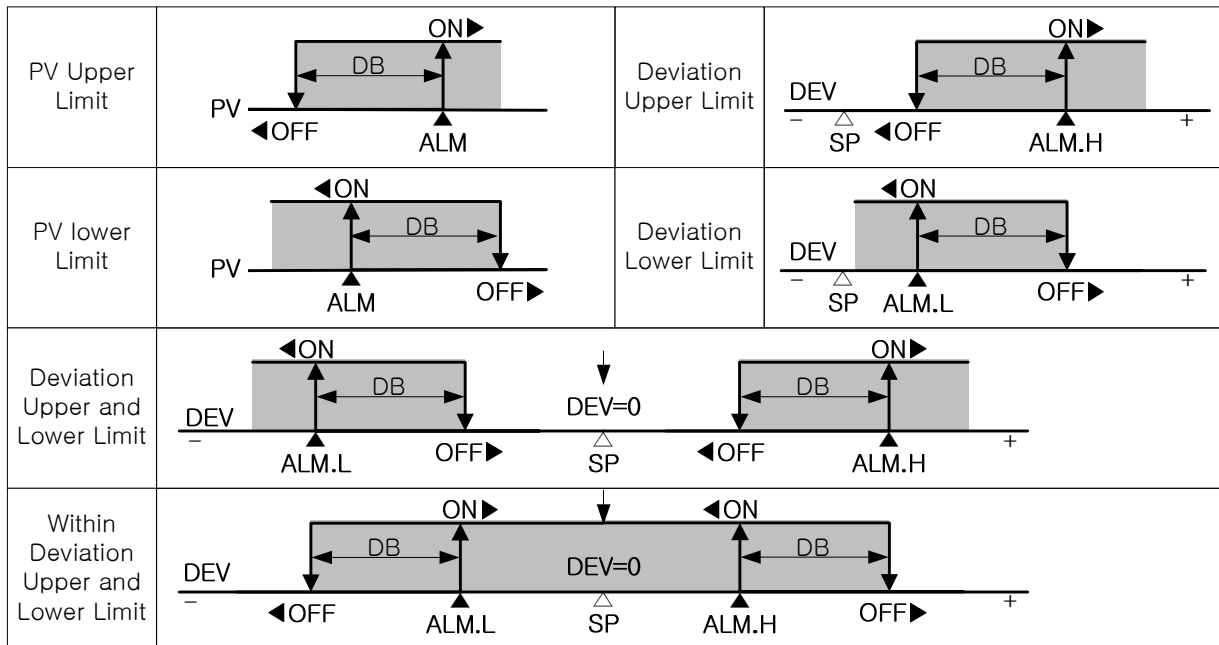 PV Upper
Limit
ON▶
DB
PV
◀OFF
ALM
Deviation
Upper Limit
ON▶
DB
DEV
−
SP
◀OFF
ALM.H
+
PV lower
Limit
◀ON
DB
PV
ALM
OFF▶
Deviation
Lower Limit
◀ON
DB
DEV
−
SP
ALM.L
OFF▶
+
Deviation
Upper and
Lower Limit
◀ON
ON▶
DB
DB
DEV
DEV=0
−
ALM.L
OFF▶
SP
◀OFF
ALM.H
+
Within
Deviation
Upper and
Lower Limit
ON▶
◀ON
DB
DB
DEV
DEV=0
−
◀OFF
ALM.L
SP
ALM.H
OFF▶
+